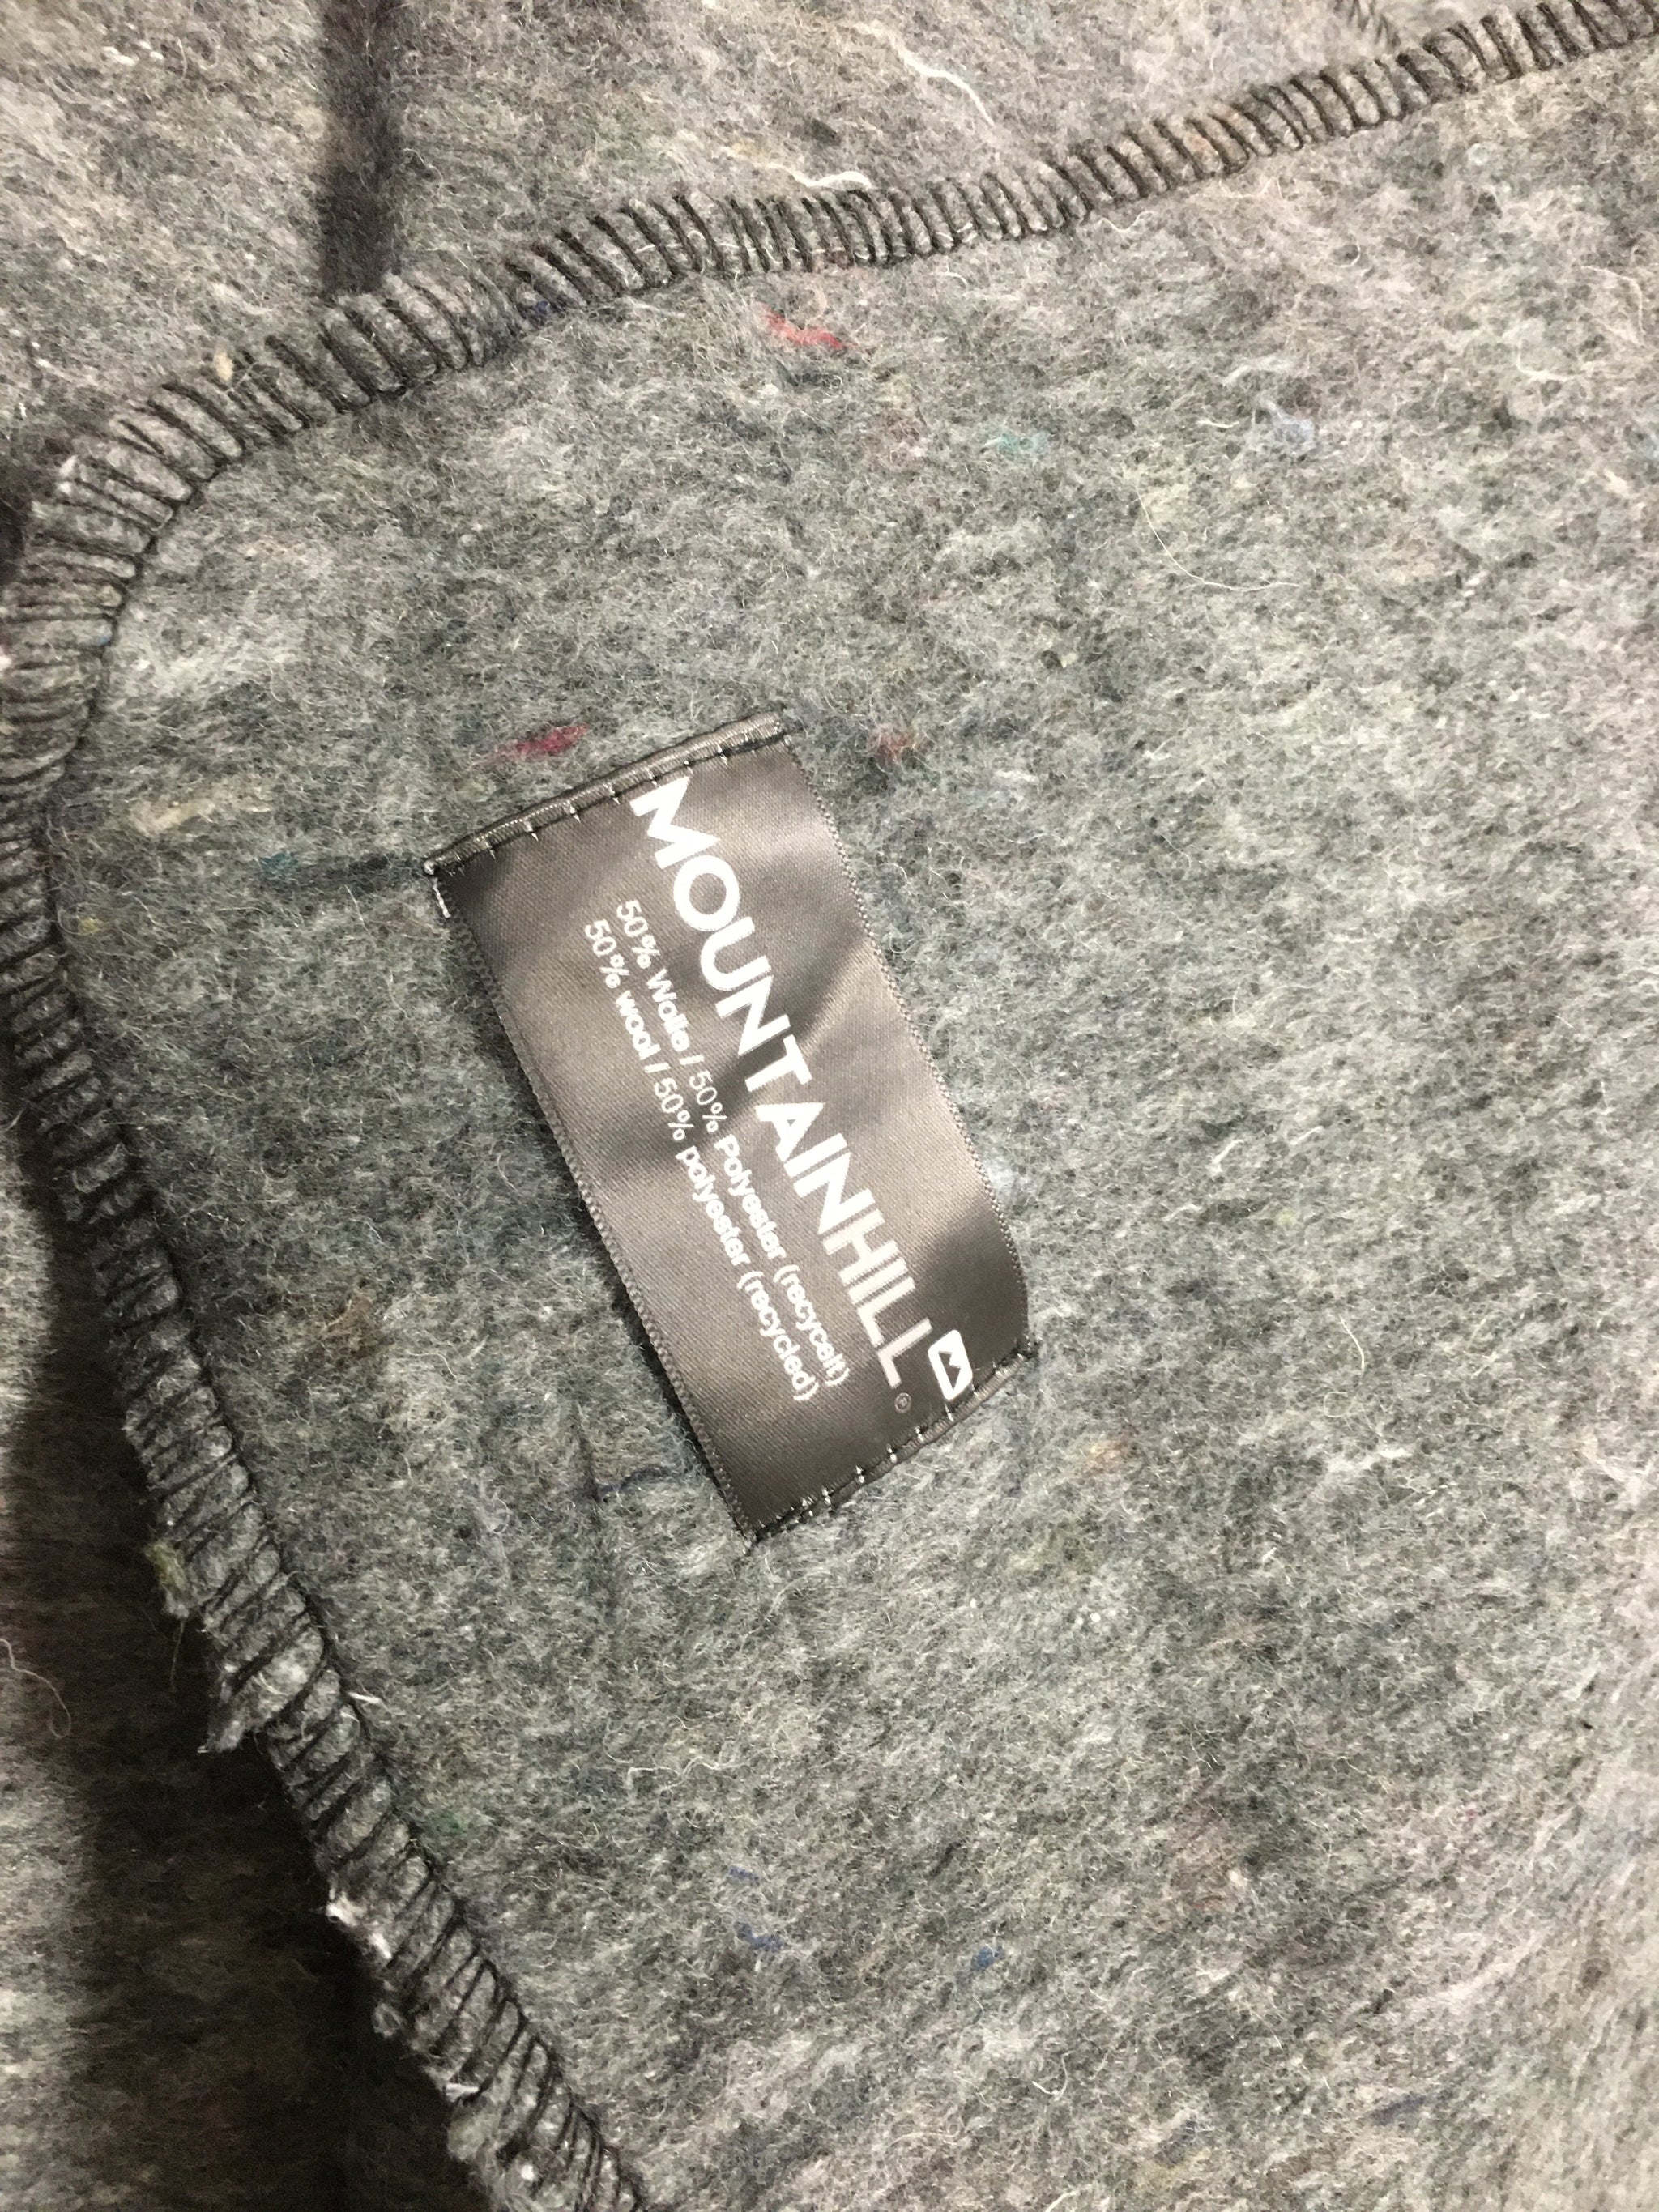 MOUNTAINHILL®
50% Wolle / 50% Polyester (recycelt)
50% wool / 50% polyester (recycled)